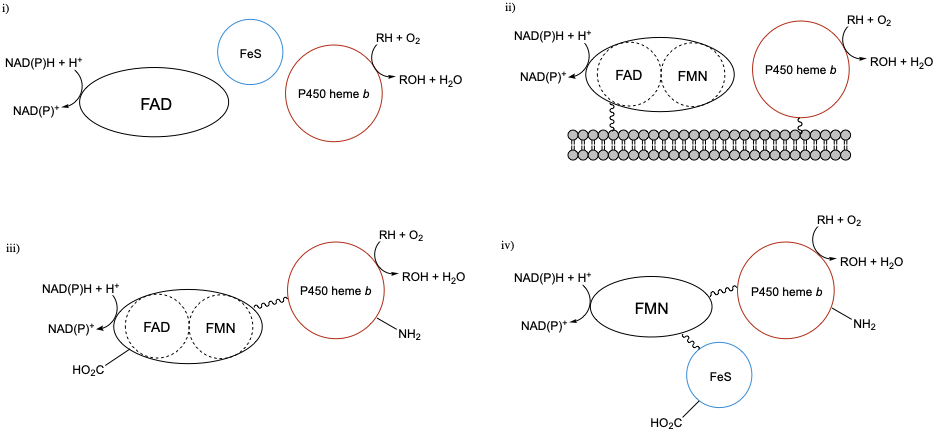 i)
FeS
RH + O₂
NAD(P)H + H⁺
FAD
P450 heme b
ROH + H₂O
NAD(P)⁺
ii)
RH + O₂
NAD(P)H + H⁺
FAD
FMN
P450 heme b
ROH + H₂O
NAD(P)⁺
iii)
RH + O₂
NAD(P)H + H⁺
P450 heme b
ROH + H₂O
FAD
FMN
NAD(P)⁺
NH₂
HO₂C
iv)
RH + O₂
NAD(P)H + H⁺
P450 heme b
ROH + H₂O
FMN
NAD(P)⁺
NH₂
FeS
HO₂C